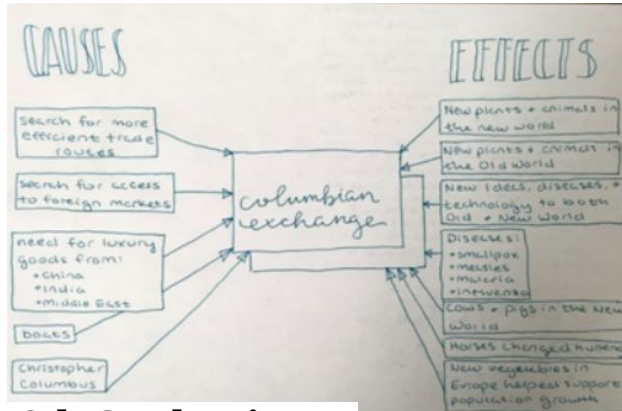 CAUSES
EFFECTS
search for more
efficient trade
routes
search for access
to foreign markets
need for luxury
goods from:
• China
• India
• Middle East
boats
Christopher
Columbus
columbian
exchange
New plants + animals in
the new world
New plants + animals in
the Old World
New Ideas, diseases, +
technology to both
Old + New World
Diseases:
• smallpox
• measles
• malaria
• influenza
Cows + pigs in the New
World
Horses changed
New vegetables in
Europe helped support
population growth